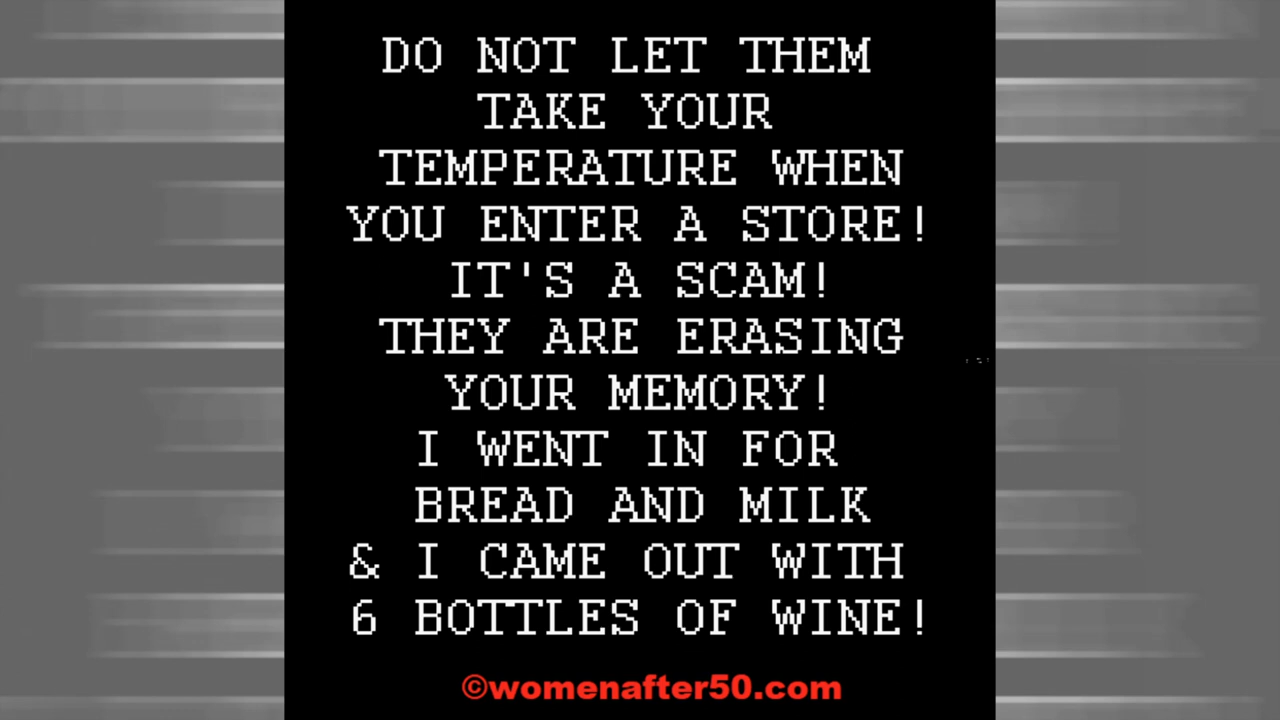 DO NOT LET THEM
TAKE YOUR
TEMPERATURE WHEN
YOU ENTER A STORE!
IT'S A SCAM!
THEY ARE ERASING
YOUR MEMORY!
I WENT IN FOR
BREAD AND MILK
& I CAME OUT WITH
6 BOTTLES OF WINE!
©womenafter50.com